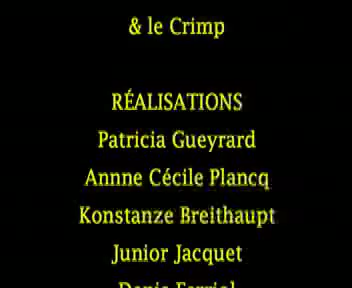 & le Crimp
RÉALISATIONS
Patricia Gueyrard
Annne Cécile Plancq
Konstanze Breithaupt
Junior Jacquet